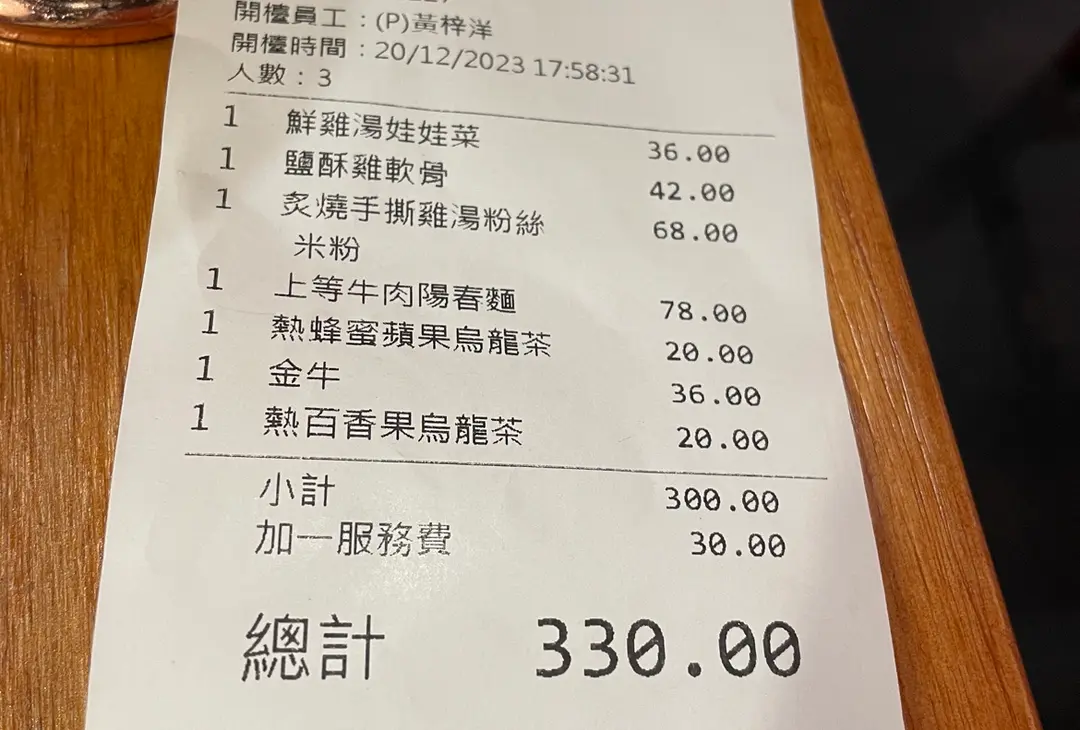 開檯員工：(P)黃梓洋
開檯時間：20/12/2023 17:58:31
人數：3
1 鮮雞湯娃娃菜 36.00
1 鹽酥雞軟骨 42.00
1 炙燒手撕雞湯粉絲 68.00
米粉
1 上等牛肉陽春麵 78.00
1 熱蜂蜜蘋果烏龍茶 20.00
1 金牛 36.00
1 熱百香果烏龍茶 20.00
小計 300.00
加一服務費 30.00
總計 330.00